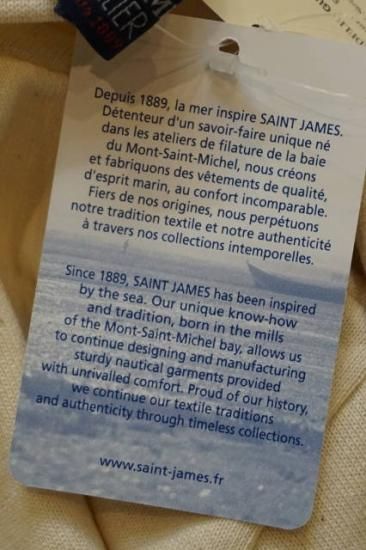 ATELIER
1889
Depuis 1889, la mer inspire SAINT JAMES.
Détenteur d'un savoir-faire unique né
dans les ateliers de filature de la baie
du Mont-Saint-Michel, nous créons
et fabriquons des vêtements de qualité,
d'esprit marin, au confort incomparable.
Fiers de nos origines, nous perpétuons
notre tradition textile et notre authenticité
à travers nos collections intemporelles.
Since 1889, SAINT JAMES has been inspired
by the sea. Our unique know-how
and tradition, born in the mills
of the Mont-Saint-Michel bay, allows us
to continue designing and manufacturing
sturdy nautical garments provided
with unrivalled comfort. Proud of our history,
we continue our textile traditions
and authenticity through timeless collections.
www.saint-james.fr